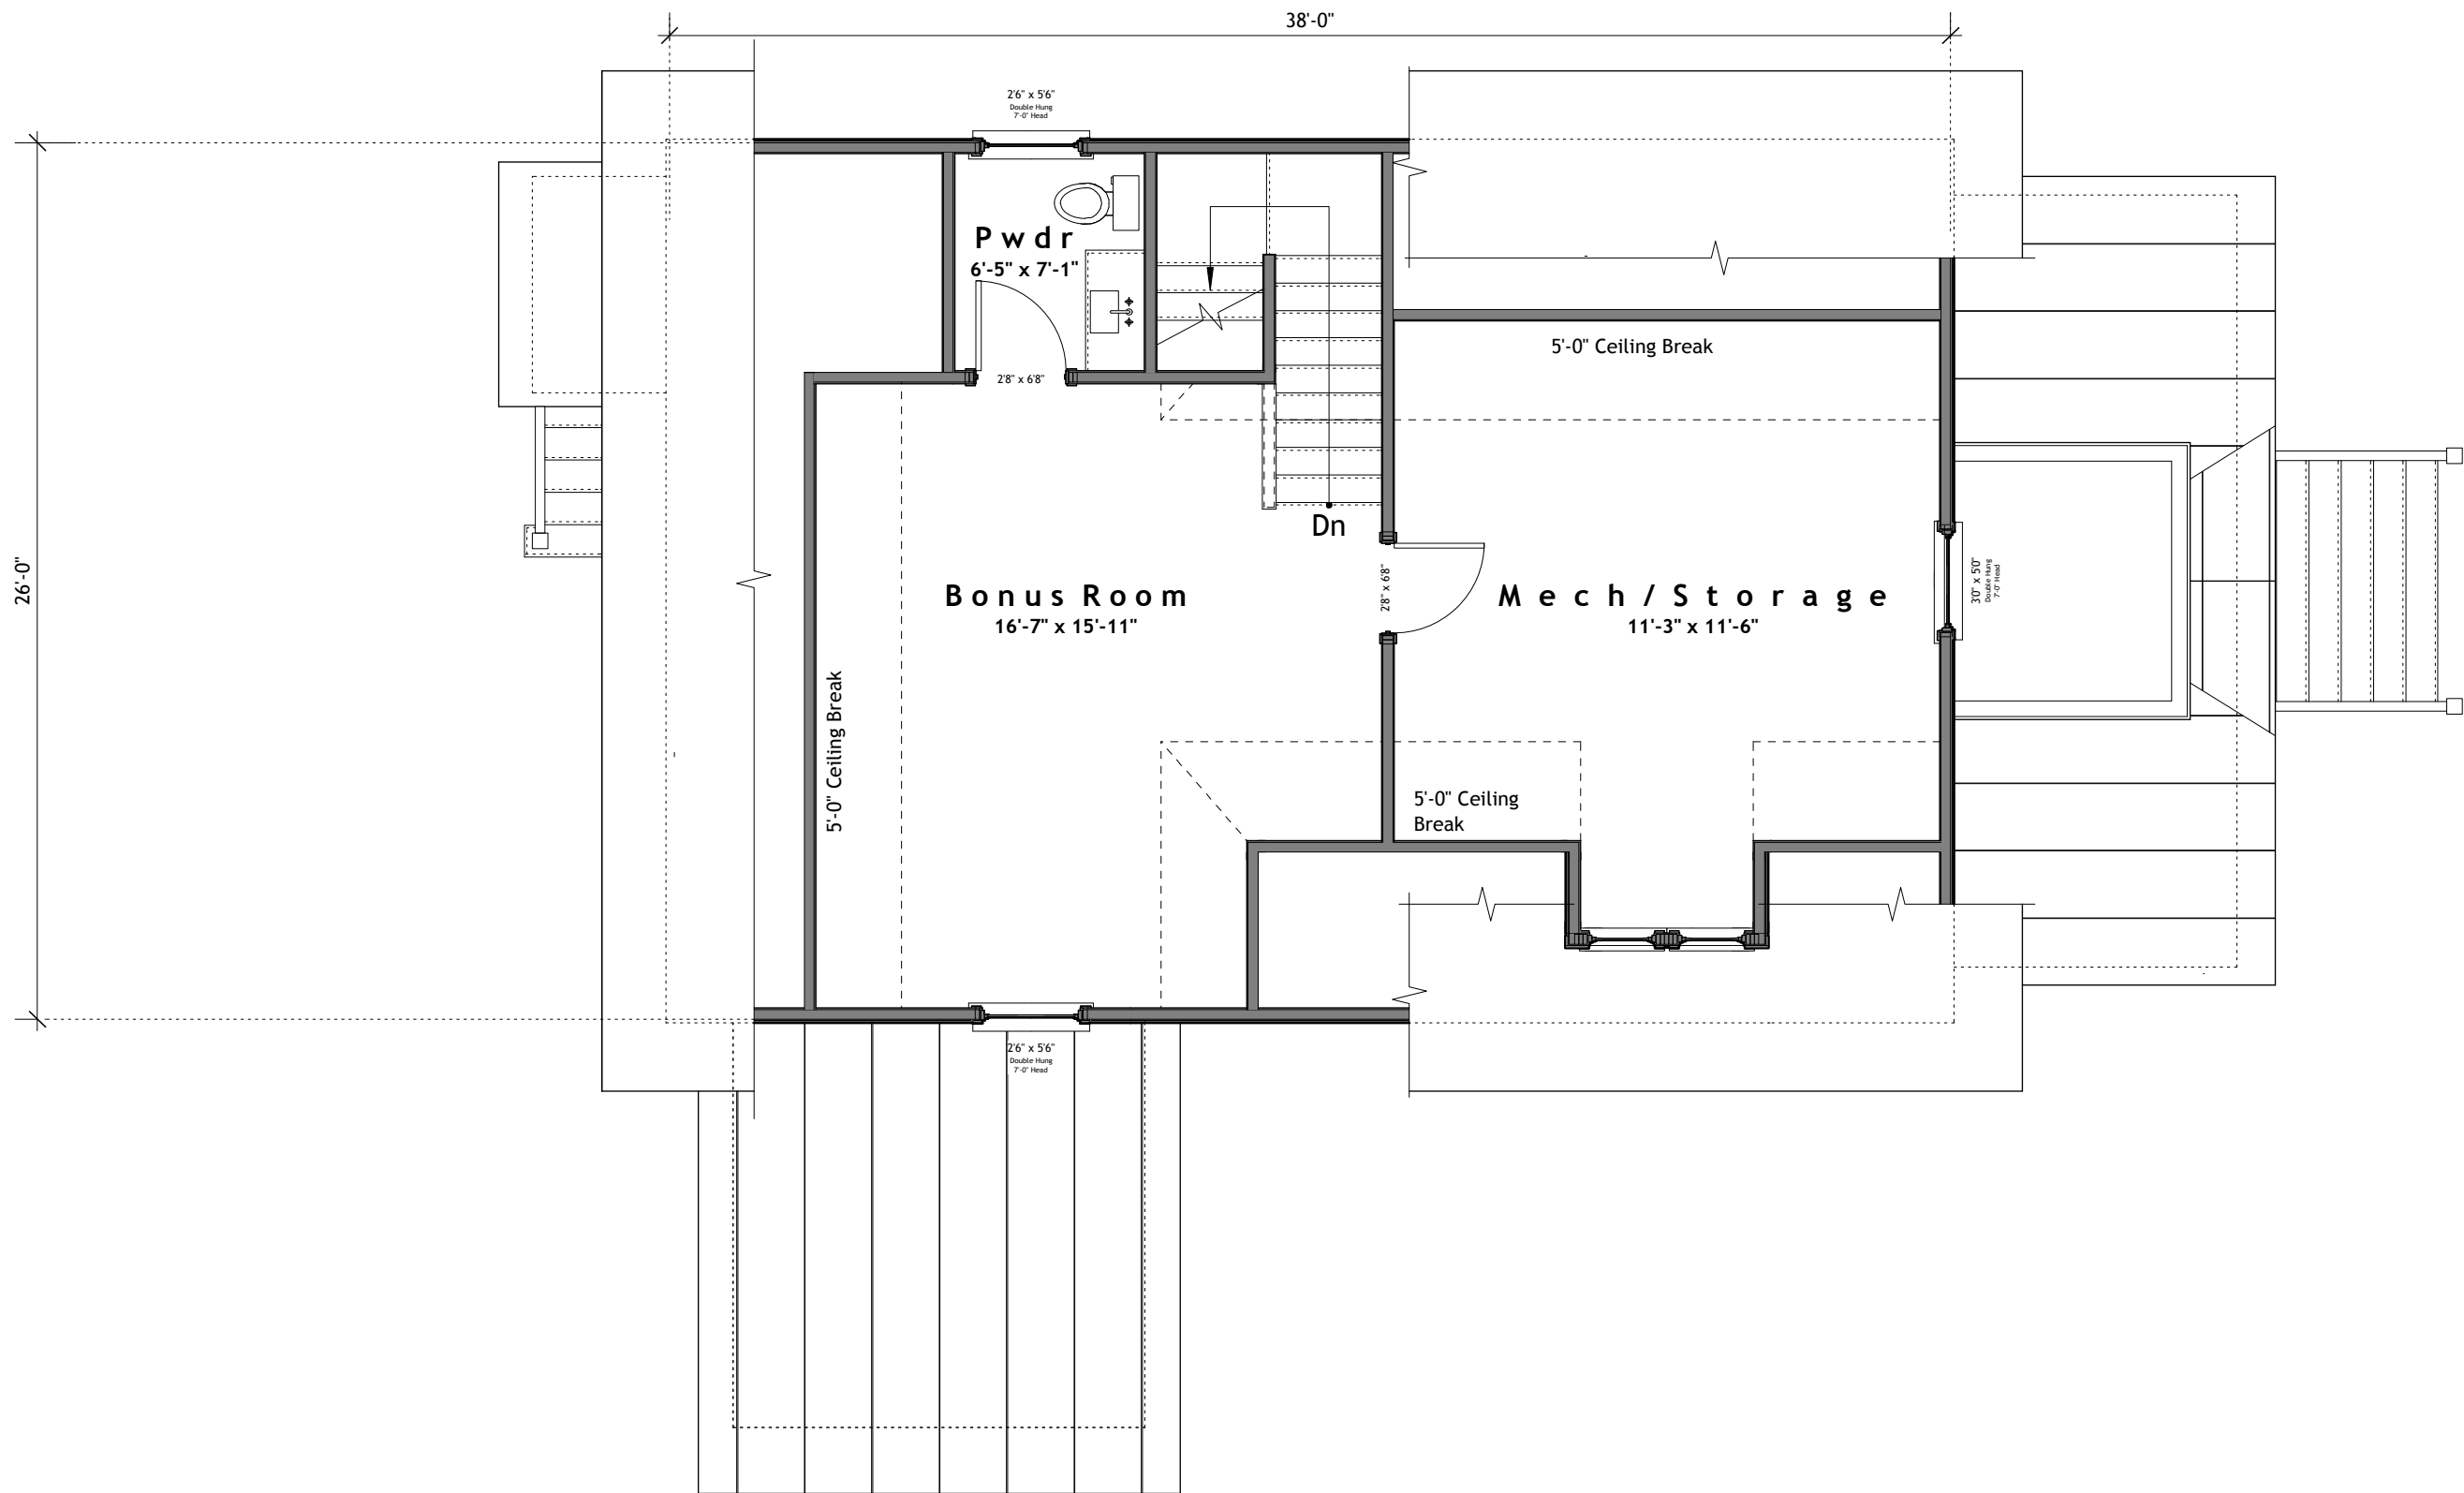 38'-0"
2'6" x 5'6"
Double Hung
7'-0" Head
Pwdr
6'-5" x 7'-1"
2'8" x 6'8"
5'-0" Ceiling Break
Dn
26'-0"
Bonus Room
16'-7" x 15'-11"
2'8" x 6'8"
Mech/Storage
11'-3" x 11'-6"
3'0" x 5'0"
Double Hung
7'-0" Head
5'-0" Ceiling Break
5'-0" Ceiling
Break
2'6" x 5'6"
Double Hung
7'-0" Head